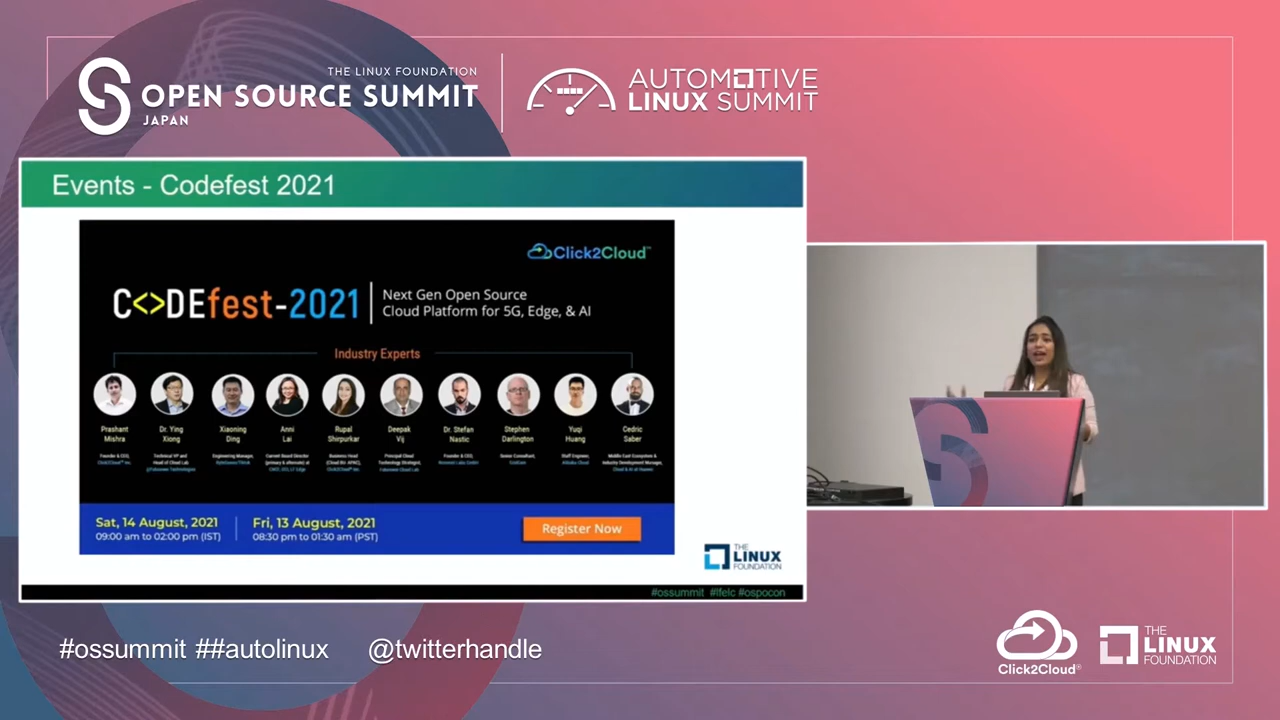 THE LINUX FOUNDATION
OPEN SOURCE SUMMIT
JAPAN
AUTOMOTIVE
LINUX SUMMIT
Events - Codefest 2021
Click2Cloud™
C<>DEfest-2021
Next Gen Open Source
Cloud Platform for 5G, Edge, & AI
Industry Experts
Prashant
Mishra
Dr. Ying
Xiong
Xiaoning
Ding
Anni
Lai
Rupal
Shirpurkar
Deepak
Vij
Dr. Stefan
Nastic
Stephen
Darlington
Yuqi
Huang
Cedric
Saber
Sat, 14 August, 2021
09:00 am to 02:00 pm (IST)
Fri, 13 August, 2021
08:30 pm to 01:30 am (PST)
Register Now
THE
LINUX
FOUNDATION
#ossummit #lfelc #ospocon
#ossummit ##autolinux @twitterhandle
Click2Cloud®
THE
LINUX
FOUNDATION